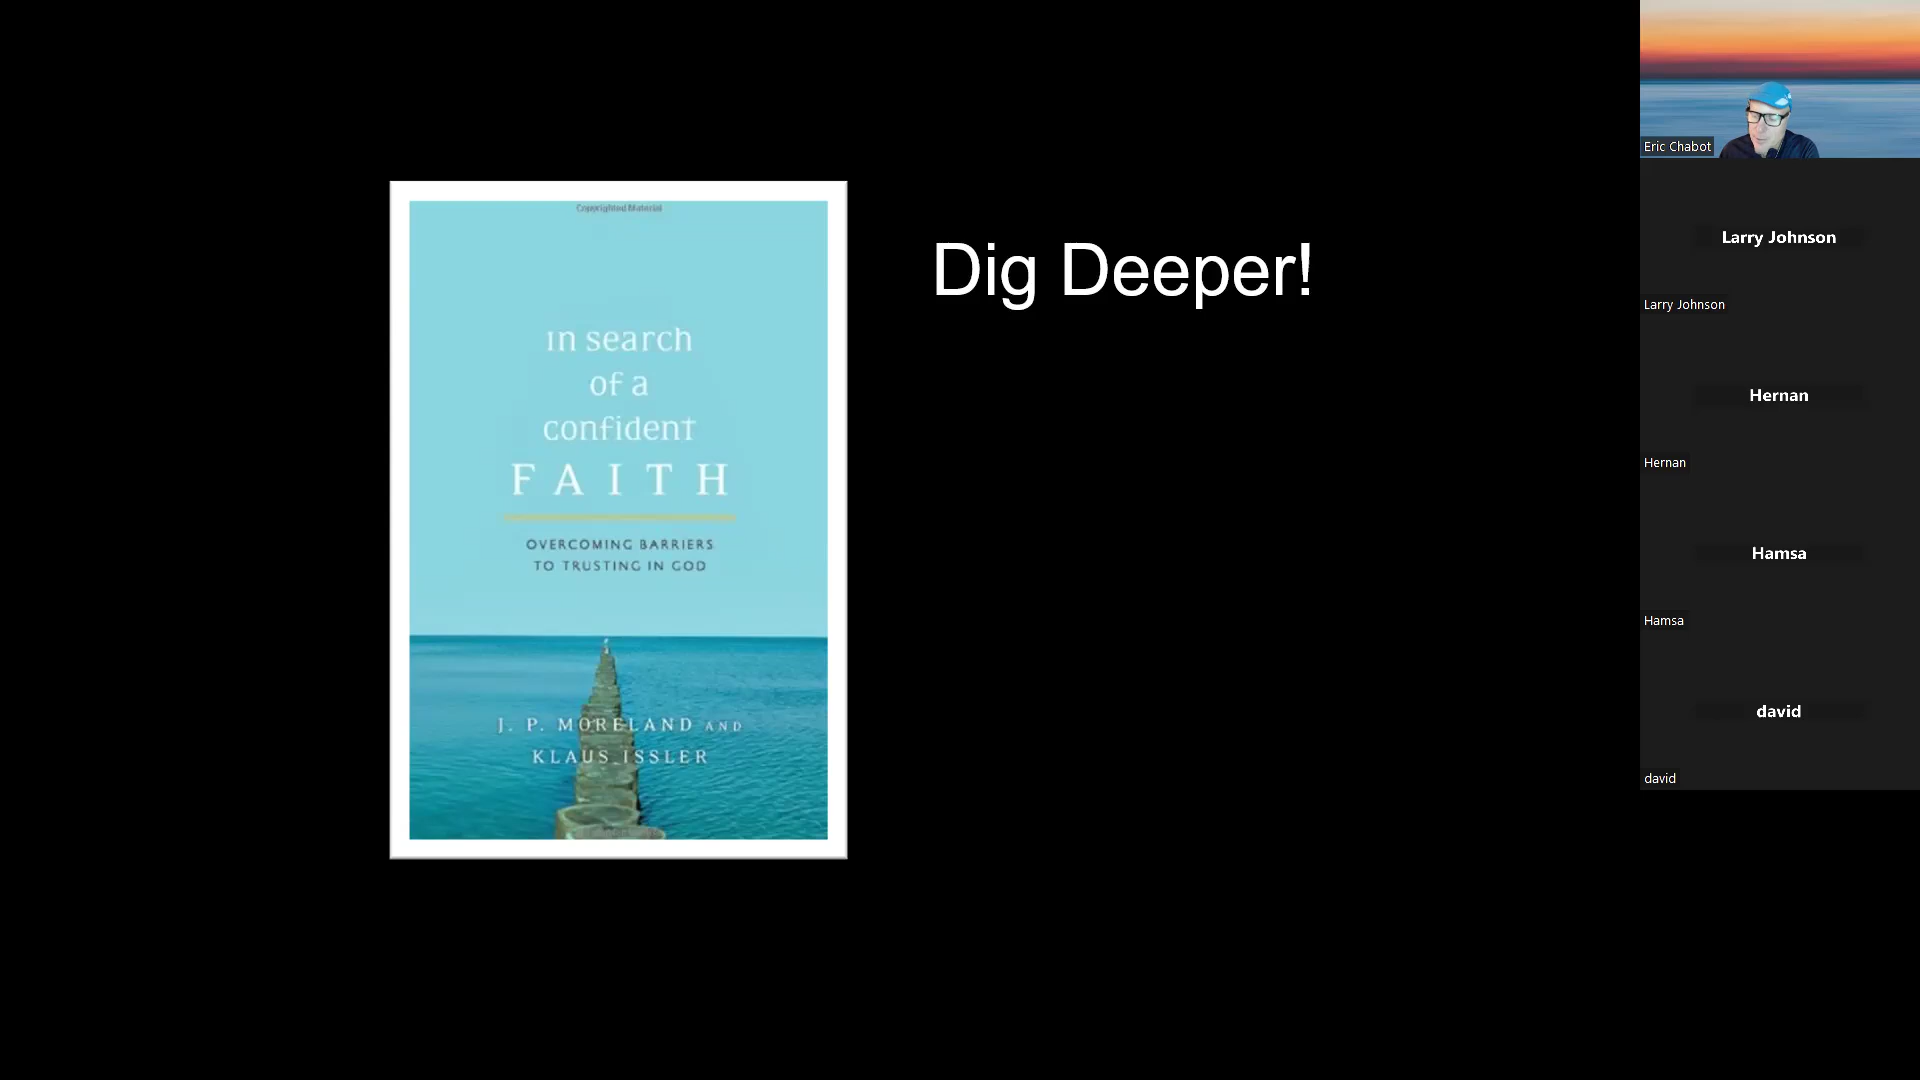 Copyrighted Material
in search
of a
confident
FAITH
OVERCOMING BARRIERS
TO TRUSTING IN GOD
J. P. MORELAND AND
KLAUS ISSLER
Dig Deeper!
Eric Chabot
Larry Johnson
Larry Johnson
Hernan
Hernan
Hamsa
Hamsa
david
david